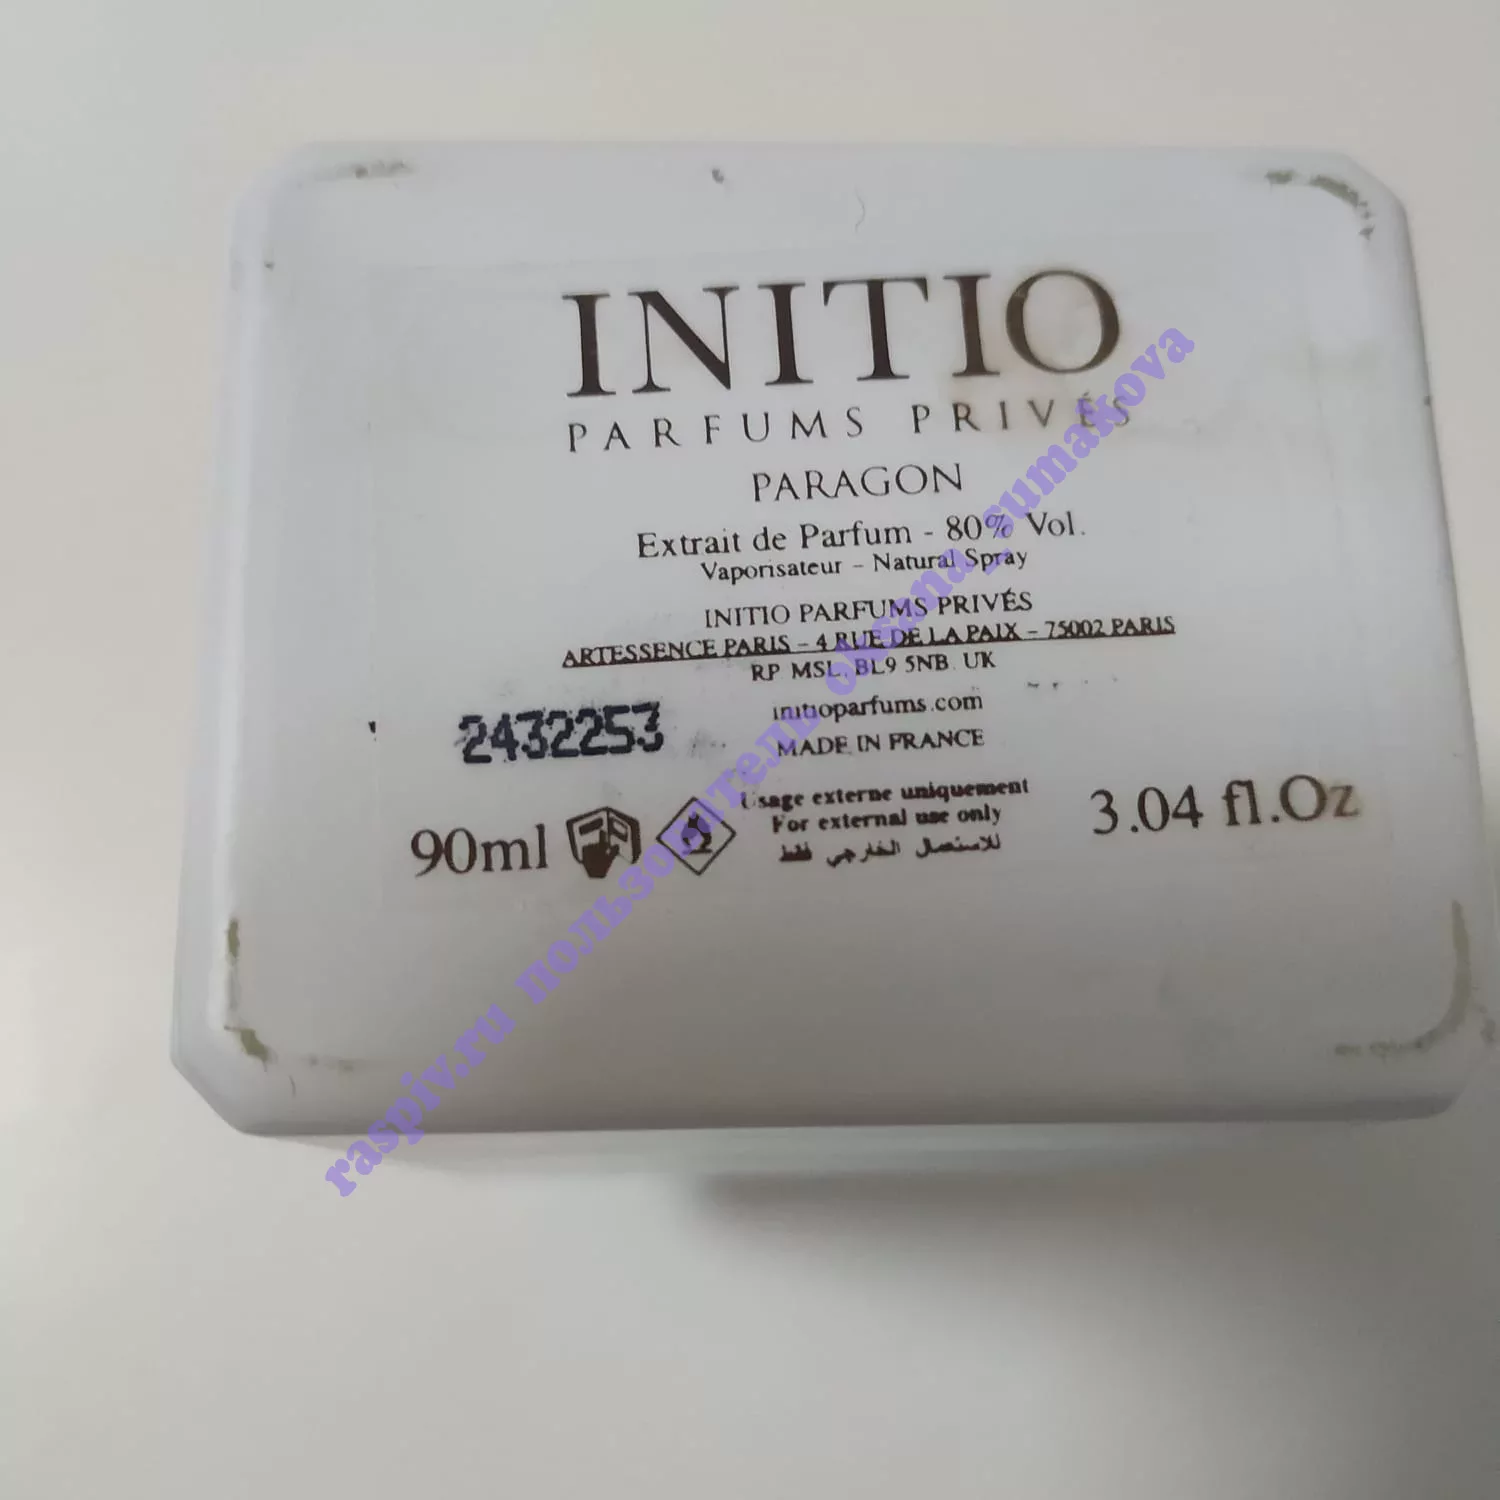 INITIO
PARFUMS PRIVÉS
PARAGON
Extrait de Parfum - 80% Vol.
Vaporisateur - Natural Spray
INITIO PARFUMS PRIVÉS
ARTESSENCE PARIS - 4 RUE DE LA PAIX - 75002 PARIS
RP MSL, BL9 5NB. UK
initioparfums.com
MADE IN FRANCE
2432253
Usage externe uniquement
For external use only
للاستعمال الخارجي فقط
90ml
3.04 fl.Oz
raspiv.ru пользователь oksana_sumakova